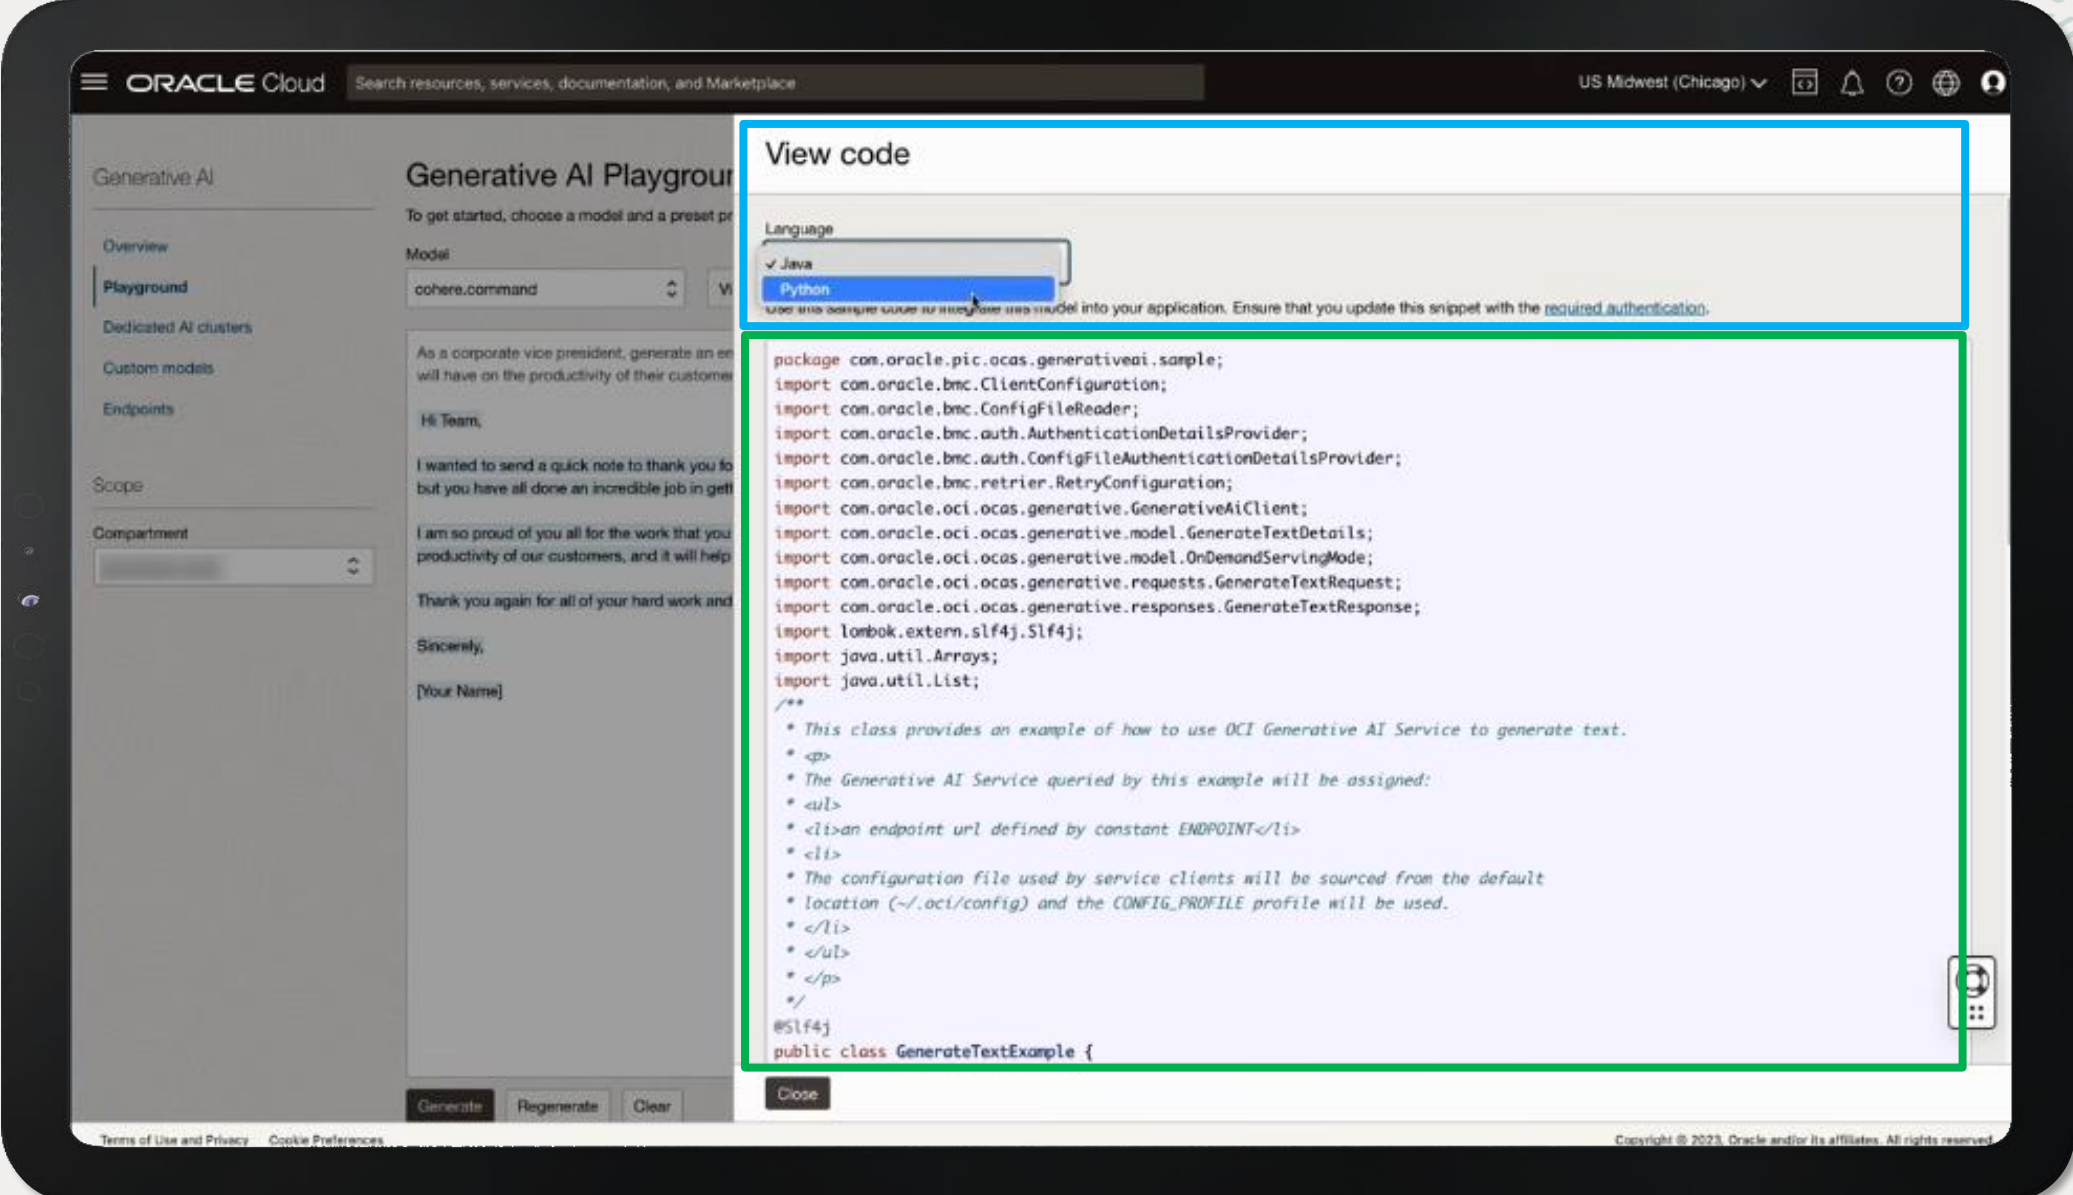 ORACLE Cloud
Search resources, services, documentation, and Marketplace
US Midwest (Chicago)
Generative AI
Overview
Playground
Dedicated AI clusters
Custom models
Endpoints
Scope
Compartment
Generative AI Playgrour
To get started, choose a model and a preset pr
Model
cohere.command
Vi
As a corporate vice president, generate an em
will have on the productivity of their customer
Hi Team,
I wanted to send a quick note to thank you fo
but you have all done an incredible job in gett
I am so proud of you all for the work that you
productivity of our customers, and it will help
Thank you again for all of your hard work and
Sincerely,
[Your Name]
Generate
Regenerate
Clear
View code
Language
✓ Java
Python
Use this sample code to integrate this model into your application. Ensure that you update this snippet with the required authentication.
package com.oracle.pic.ocas.generativeai.sample;
import com.oracle.bmc.ClientConfiguration;
import com.oracle.bmc.ConfigFileReader;
import com.oracle.bmc.auth.AuthenticationDetailsProvider;
import com.oracle.bmc.auth.ConfigFileAuthenticationDetailsProvider;
import com.oracle.bmc.retrier.RetryConfiguration;
import com.oracle.oci.ocas.generative.GenerativeAiClient;
import com.oracle.oci.ocas.generative.model.GenerateTextDetails;
import com.oracle.oci.ocas.generative.model.OnDemandServingMode;
import com.oracle.oci.ocas.generative.requests.GenerateTextRequest;
import com.oracle.oci.ocas.generative.responses.GenerateTextResponse;
import lombok.extern.slf4j.Slf4j;
import java.util.Arrays;
import java.util.List;
/**
* This class provides an example of how to use OCI Generative AI Service to generate text.
* <p>
* The Generative AI Service queried by this example will be assigned:
* <ul>
* <li>an endpoint url defined by constant ENDPOINT</li>
* <li>
* The configuration file used by service clients will be sourced from the default
* location (~/.oci/config) and the CONFIG_PROFILE profile will be used.
* </li>
* </ul>
* </p>
*/
@Slf4j
public class GenerateTextExample {
Close
Terms of Use and Privacy
Cookie Preferences
Copyright © 2023, Oracle and/or its affiliates. All rights reserved.